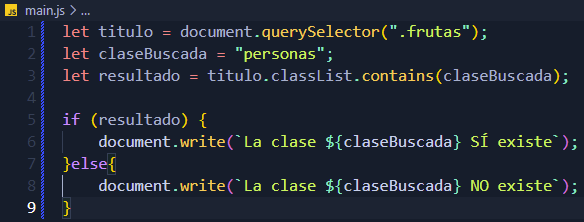 JS main.js > ...
1 let titulo = document.querySelector(".frutas");
2 let claseBuscada = "personas";
3 let resultado = titulo.classList.contains(claseBuscada);
4
5 if (resultado) {
6     document.write(`La clase ${claseBuscada} SÍ existe`);
7 }else{
8     document.write(`La clase ${claseBuscada} NO existe`);
9 }